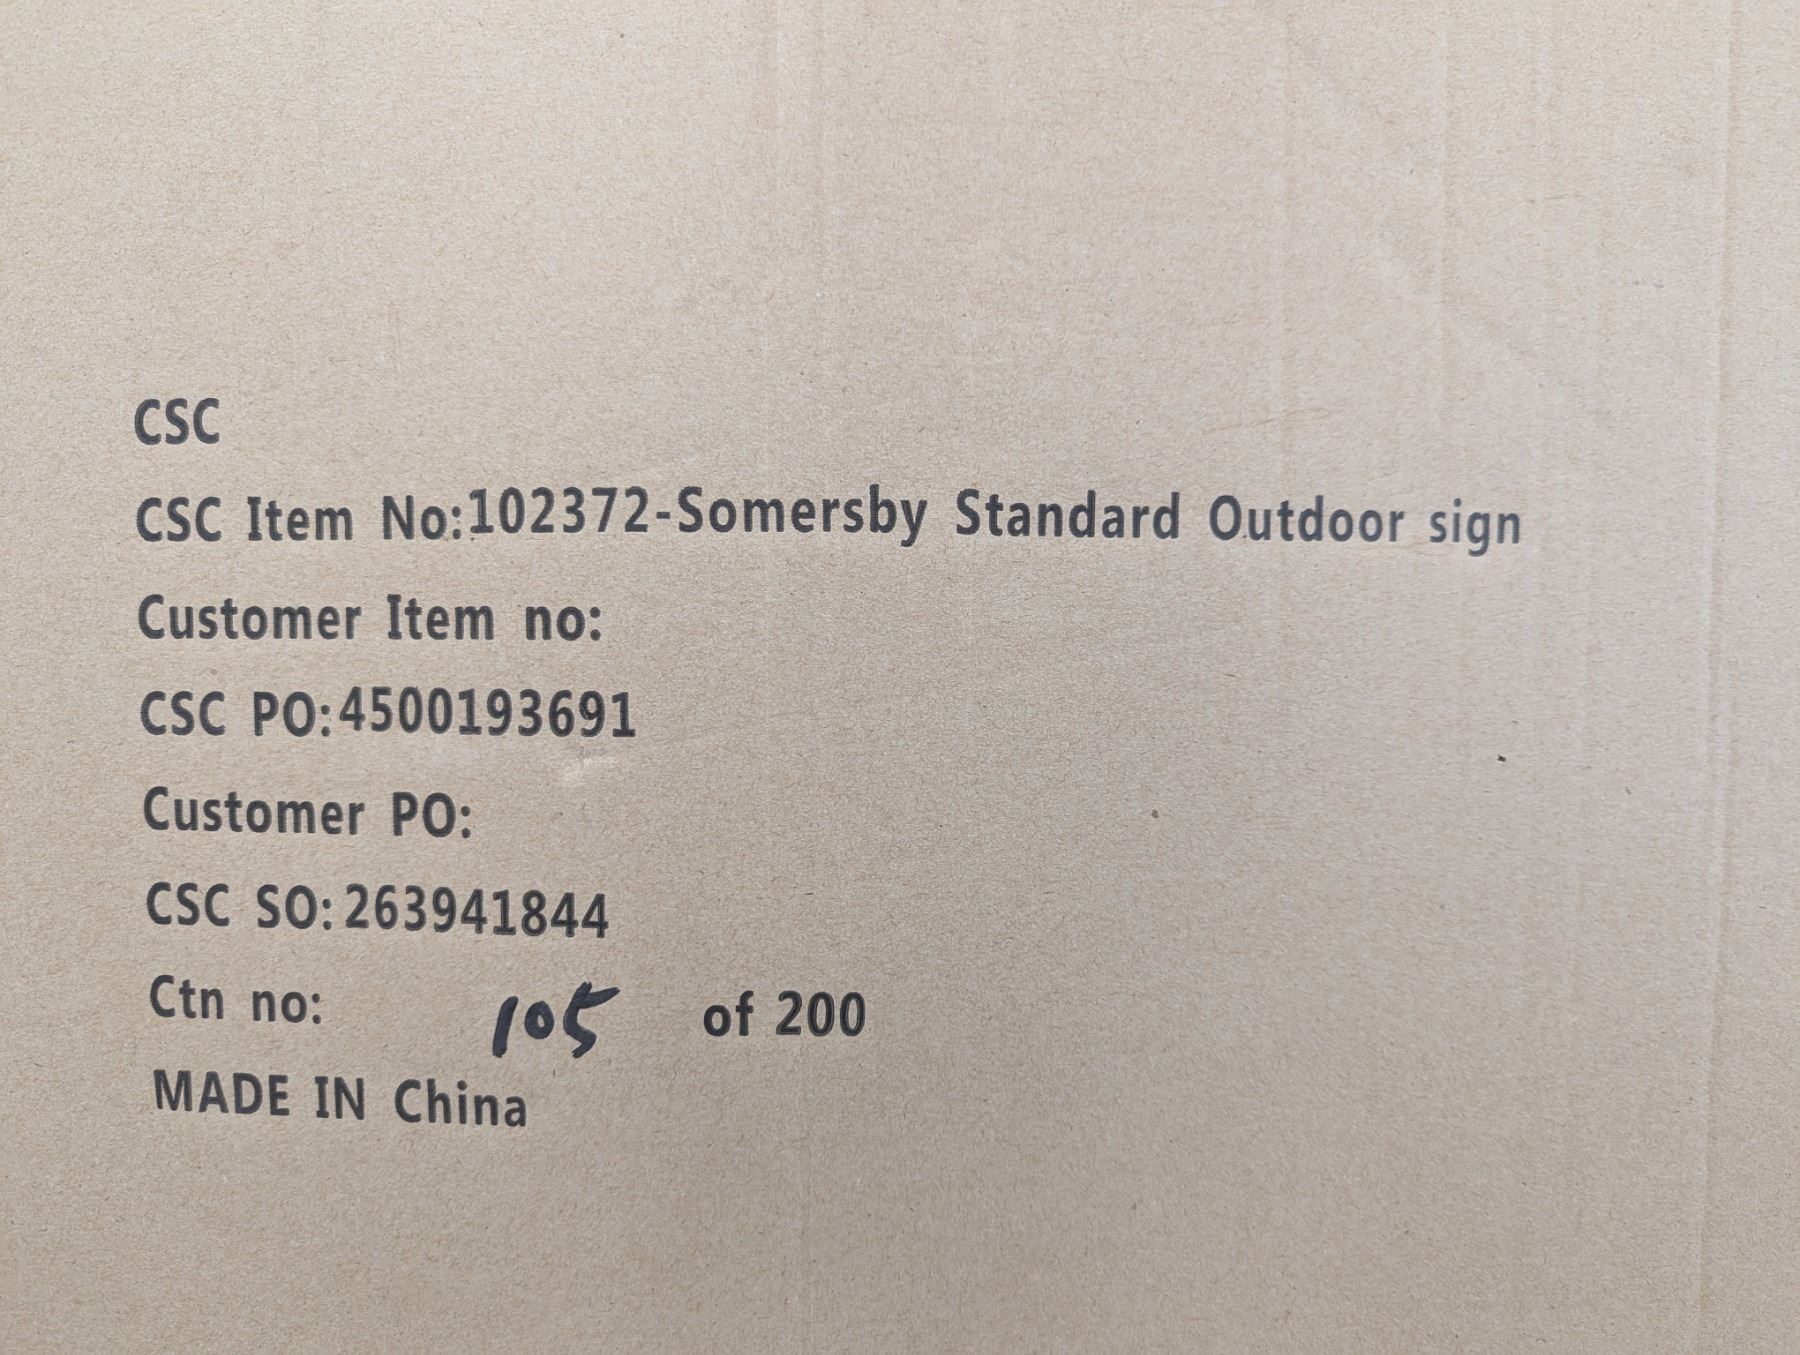 CSC
CSC Item No:102372-Somersby Standard Outdoor sign
Customer Item no:
CSC PO:4500193691
Customer PO:
CSC SO:263941844
Ctn no: 105 of 200
MADE IN China